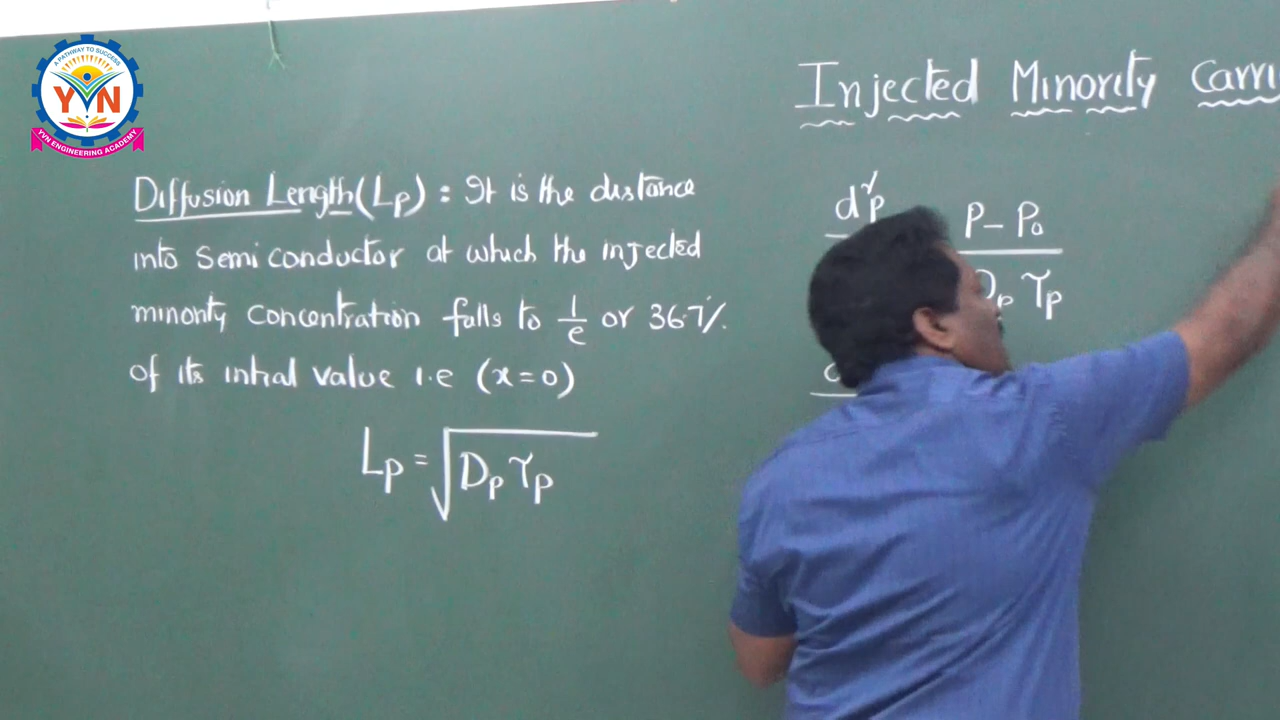 A PATHWAY TO SUCCESS
YVN
YVN ENGINEERING ACADEMY
Injected Minority Carri
Diffusion Length (Lp) : It is the distance
into Semiconductor at which the injected
minority concentration falls to 1/e or 36.7%
of its initial value i.e (x=0)
Lp = √Dp τp
d²p
P - Po
Dp τp